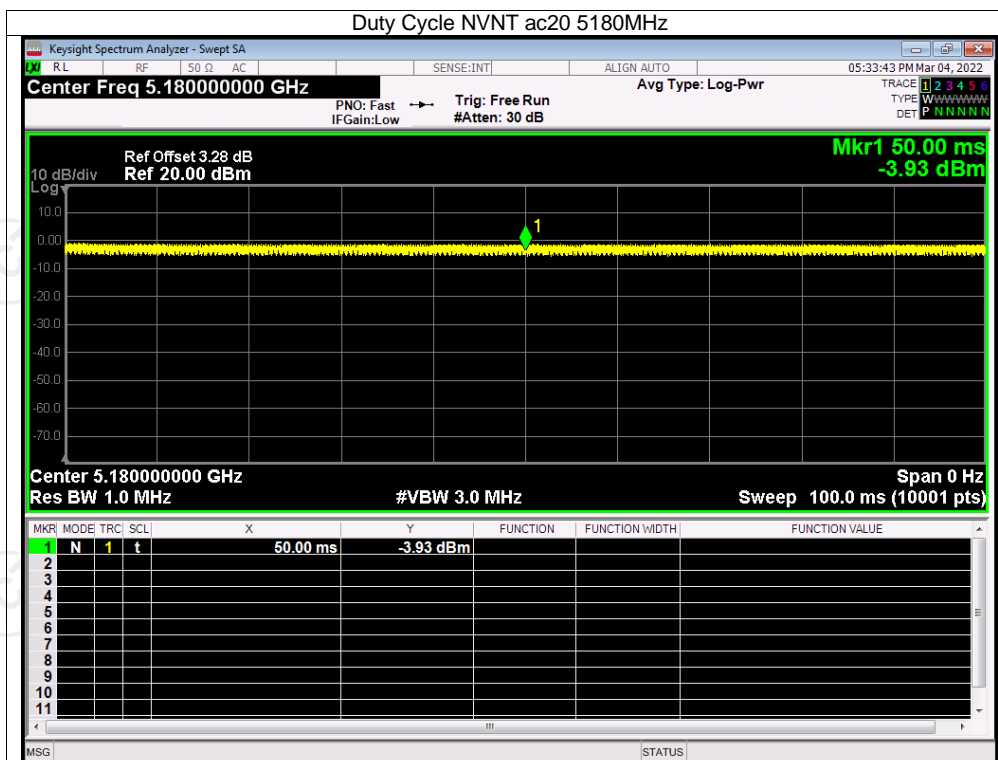 Duty Cycle NVNT ac20 5180MHz
Keysight Spectrum Analyzer - Swept SA
LXI RL RF 50 Ω AC SENSE:INT ALIGN AUTO 05:33:43 PM Mar 04, 2022
Center Freq 5.180000000 GHz Avg Type: Log-Pwr TRACE 1 2 3 4 5 6
PNO: Fast Trig: Free Run TYPE WWWWWW
IFGain:Low #Atten: 30 dB DET P N N N N N
Mkr1 50.00 ms
Ref Offset 3.28 dB
10 dB/div Ref 20.00 dBm -3.93 dBm
Log
10.0
1
0.00
-10.0
-20.0
-30.0
-40.0
-50.0
-60.0
-70.0
Center 5.180000000 GHz Span 0 Hz
Res BW 1.0 MHz #VBW 3.0 MHz Sweep 100.0 ms (10001 pts)
MKR MODE TRC SCL X Y FUNCTION FUNCTION WIDTH FUNCTION VALUE
1 N 1 t 50.00 ms -3.93 dBm
2
3
4
5
6
7
8
9
10
11
MSG STATUS